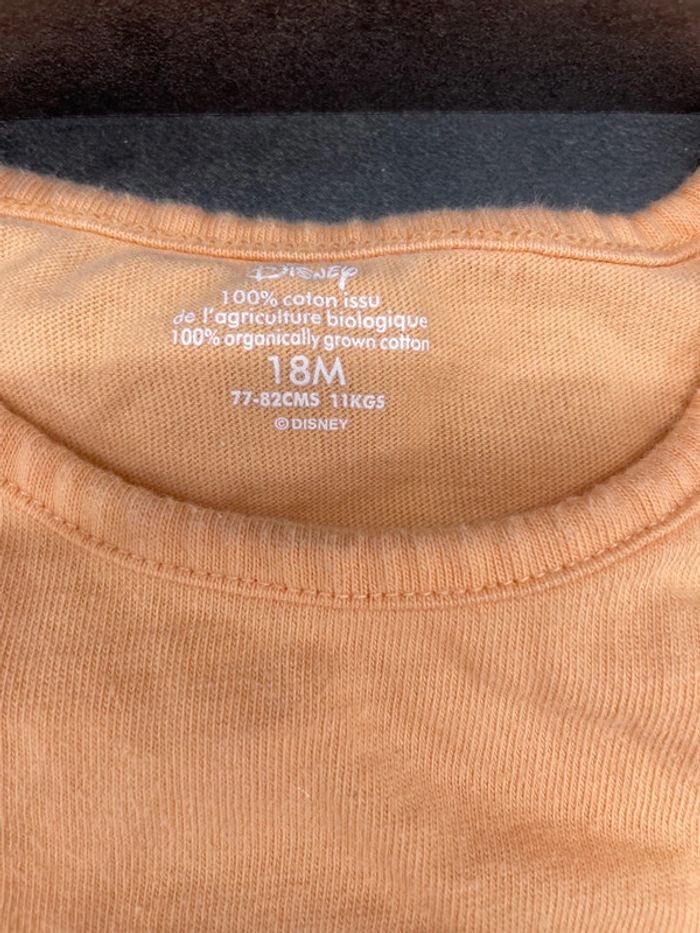 DISNEY
100% coton issu
de l'agriculture biologique
100% organically grown cotton
18M
77-82CMS 11KGS
©DISNEY